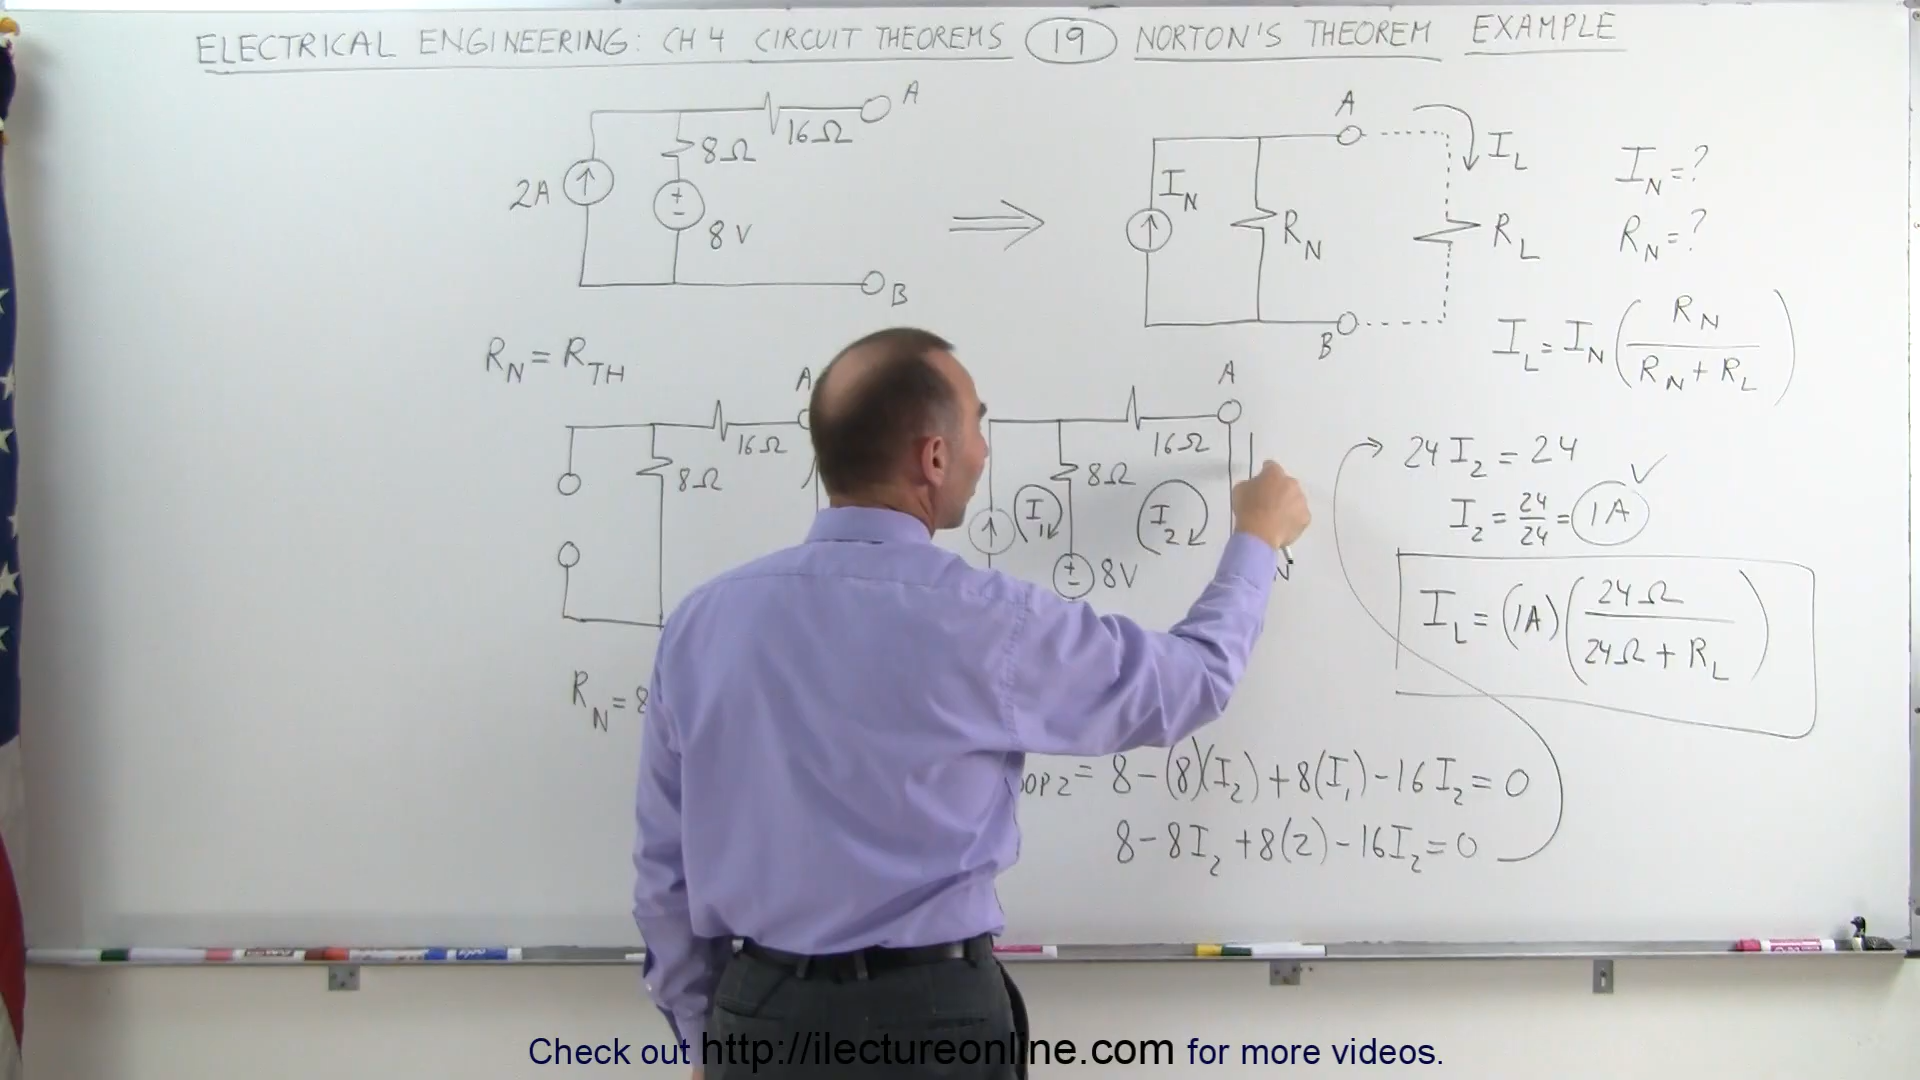 ELECTRICAL ENGINEERING: CH 4 CIRCUIT THEOREMS 19 NORTON'S THEOREM EXAMPLE
A
16Ω
8Ω
2A
+
-
8V
B
A
I_L
I_N
R_N
R_L
B
I_N = ?
R_N = ?
I_L = I_N (R_N / (R_N + R_L))
R_N = R_TH
A
16Ω
8Ω
R_N = 8
A
16Ω
8Ω
I_1
I_2
+
-
8V
N
24 I_2 = 24
I_2 = 24/24 = 1A ✓
I_L = (1A) (24Ω / (24Ω + R_L))
OOP 2 = 8 - (8)(I_2) + 8(I_1) - 16 I_2 = 0
8 - 8I_2 + 8(2) - 16I_2 = 0
Check out http://ilectureonline.com for more videos.